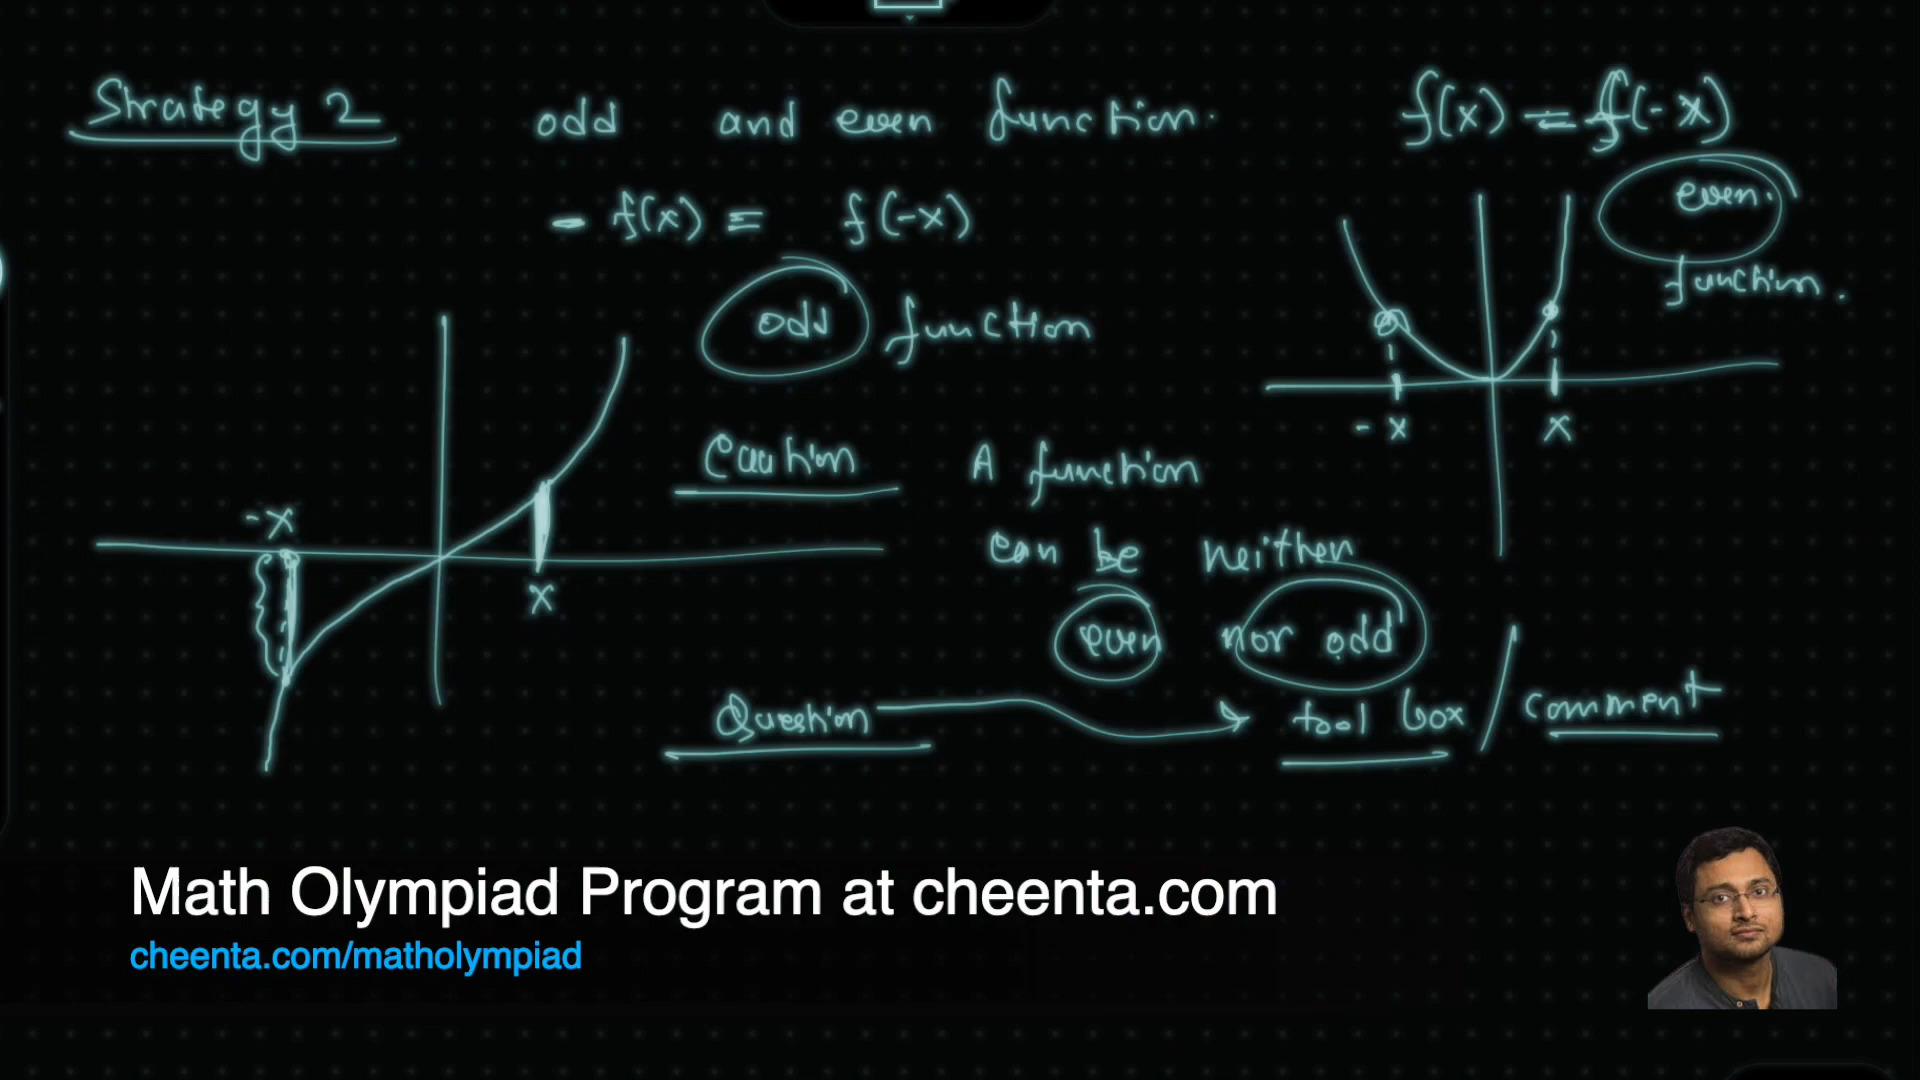 Strategy 2 odd and even function. f(x) = f(-x)
even.
function.
- f(x) = f(-x)
odd function
-x x
Caution A function
can be neither
even nor odd
-x
x
Question → tool box / comment
Math Olympiad Program at cheenta.com
cheenta.com/matholympiad